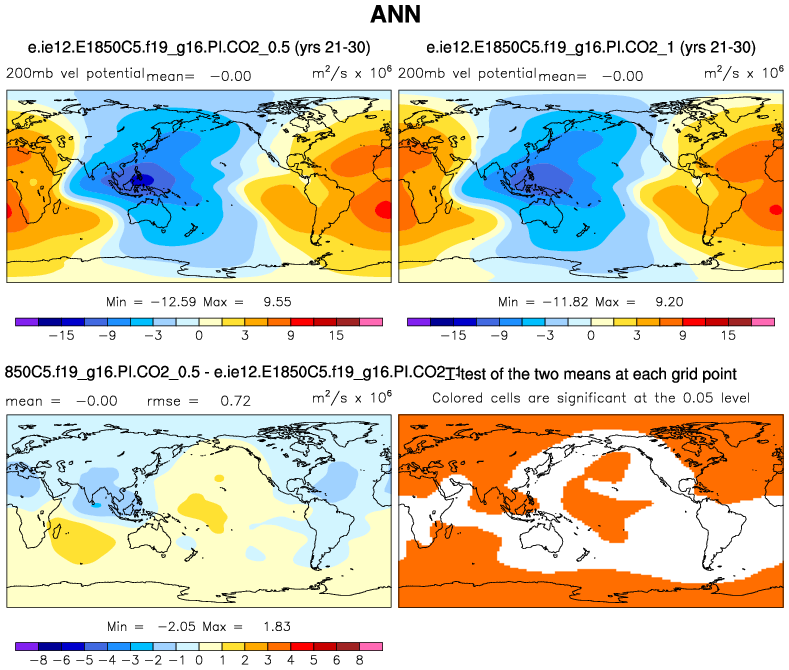 ANN
e.ie12.E1850C5.f19_g16.PI.CO2_0.5 (yrs 21-30)
e.ie12.E1850C5.f19_g16.PI.CO2_1 (yrs 21-30)
200mb vel potential mean= -0.00 m2/s x 10^6
200mb vel potential mean= -0.00 m2/s x 10^6
Min = -12.59 Max = 9.55
Min = -11.82 Max = 9.20
-15 -9 -3 0 3 9 15
-15 -9 -3 0 3 9 15
850C5.f19_g16.PI.CO2_0.5 - e.ie12.E1850C5.f19_g16.PI.CO2_1
T-test of the two means at each grid point
mean = -0.00 rmse = 0.72 m2/s x 10^6
Colored cells are significant at the 0.05 level
Min = -2.05 Max = 1.83
-8 -6 -5 -4 -3 -2 -1 0 1 2 3 4 5 6 8